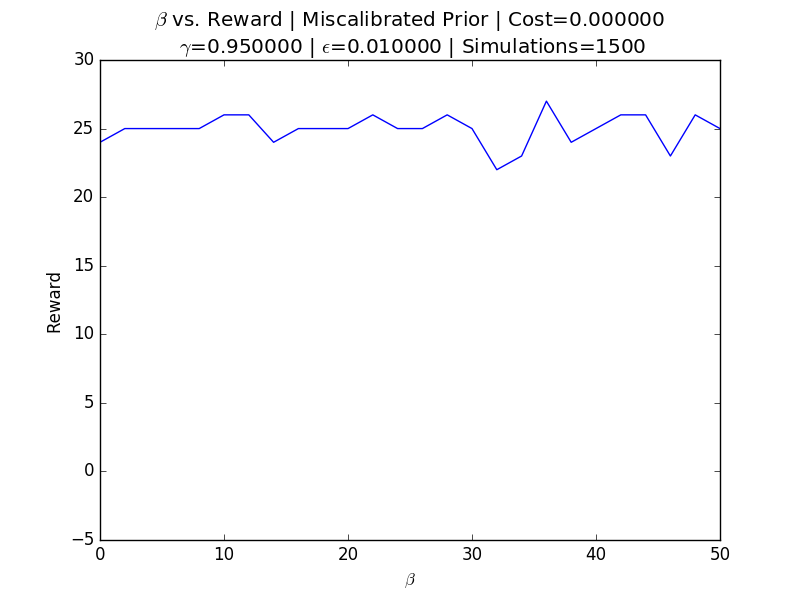 β vs. Reward | Miscalibrated Prior | Cost=0.000000
γ=0.950000 | ϵ=0.010000 | Simulations=1500
30
25
20
15
10
5
0
−5
Reward
0 10 20 30 40 50
β